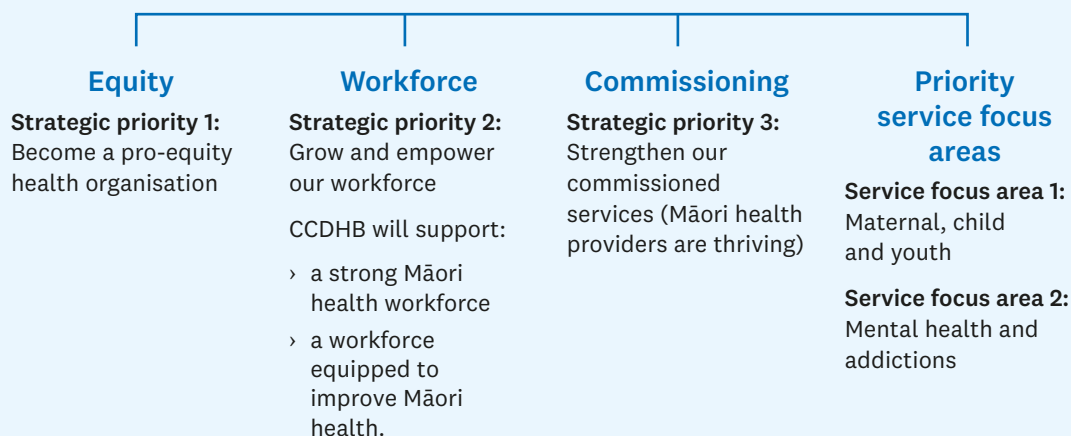 Equity
Strategic priority 1:
Become a pro-equity
health organisation
Workforce
Strategic priority 2:
Grow and empower
our workforce
CCDHB will support:
› a strong Māori
health workforce
› a workforce
equipped to
improve Māori
health.
Commissioning
Strategic priority 3:
Strengthen our
commissioned
services (Māori health
providers are thriving)
Priority
service focus
areas
Service focus area 1:
Maternal, child
and youth
Service focus area 2:
Mental health and
addictions